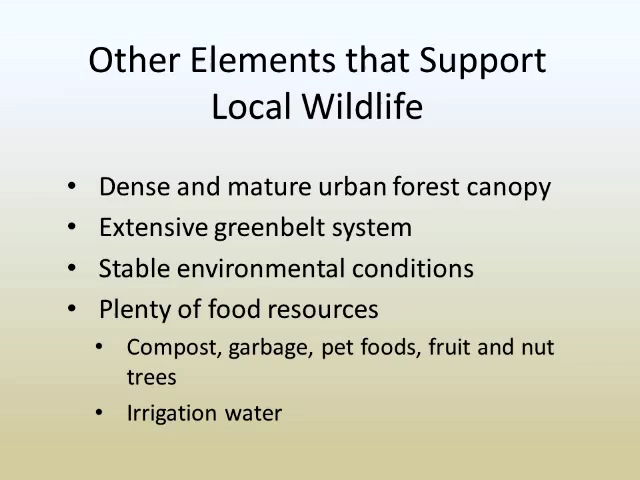 Other Elements that Support
Local Wildlife
• Dense and mature urban forest canopy
• Extensive greenbelt system
• Stable environmental conditions
• Plenty of food resources
• Compost, garbage, pet foods, fruit and nut
trees
• Irrigation water